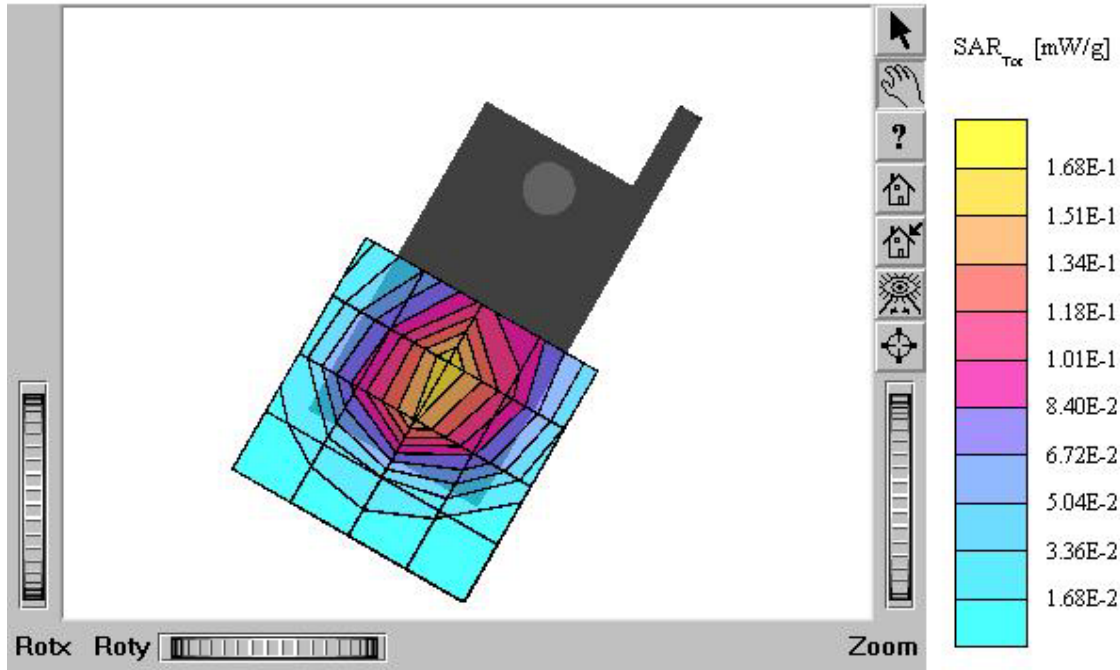 SAR_Tot [mW/g]
?
1.68E-1
1.51E-1
1.34E-1
1.18E-1
1.01E-1
8.40E-2
6.72E-2
5.04E-2
3.36E-2
1.68E-2
Rotx Roty Zoom